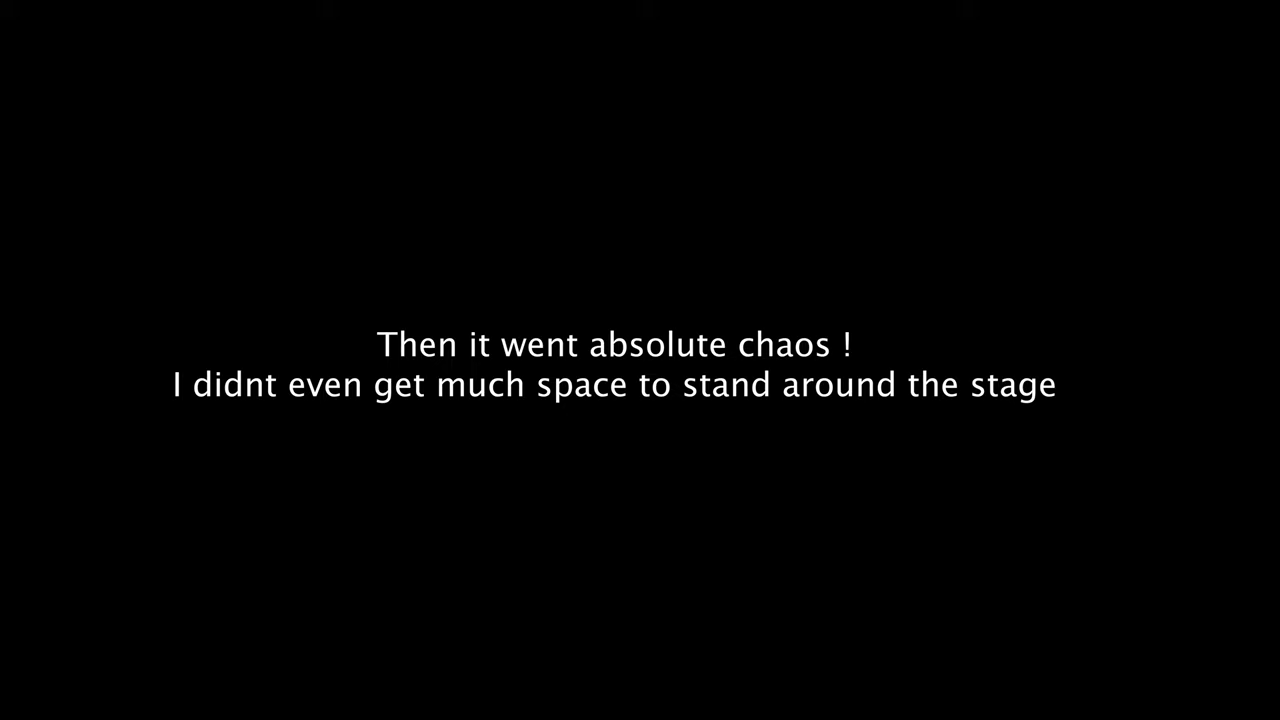 Then it went absolute chaos !
I didnt even get much space to stand around the stage